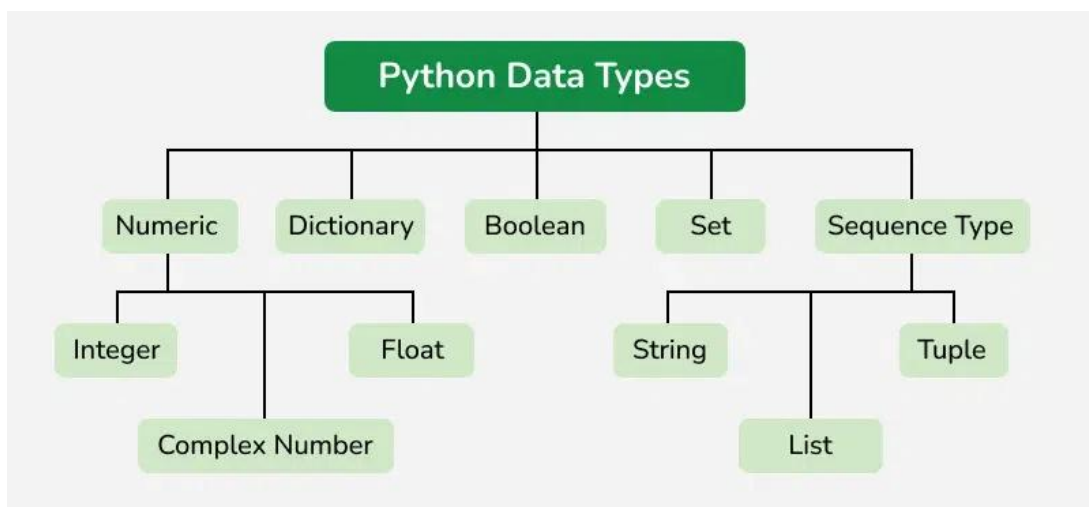 Python Data Types
Numeric
Dictionary
Boolean
Set
Sequence Type
Integer
Float
String
Tuple
Complex Number
List